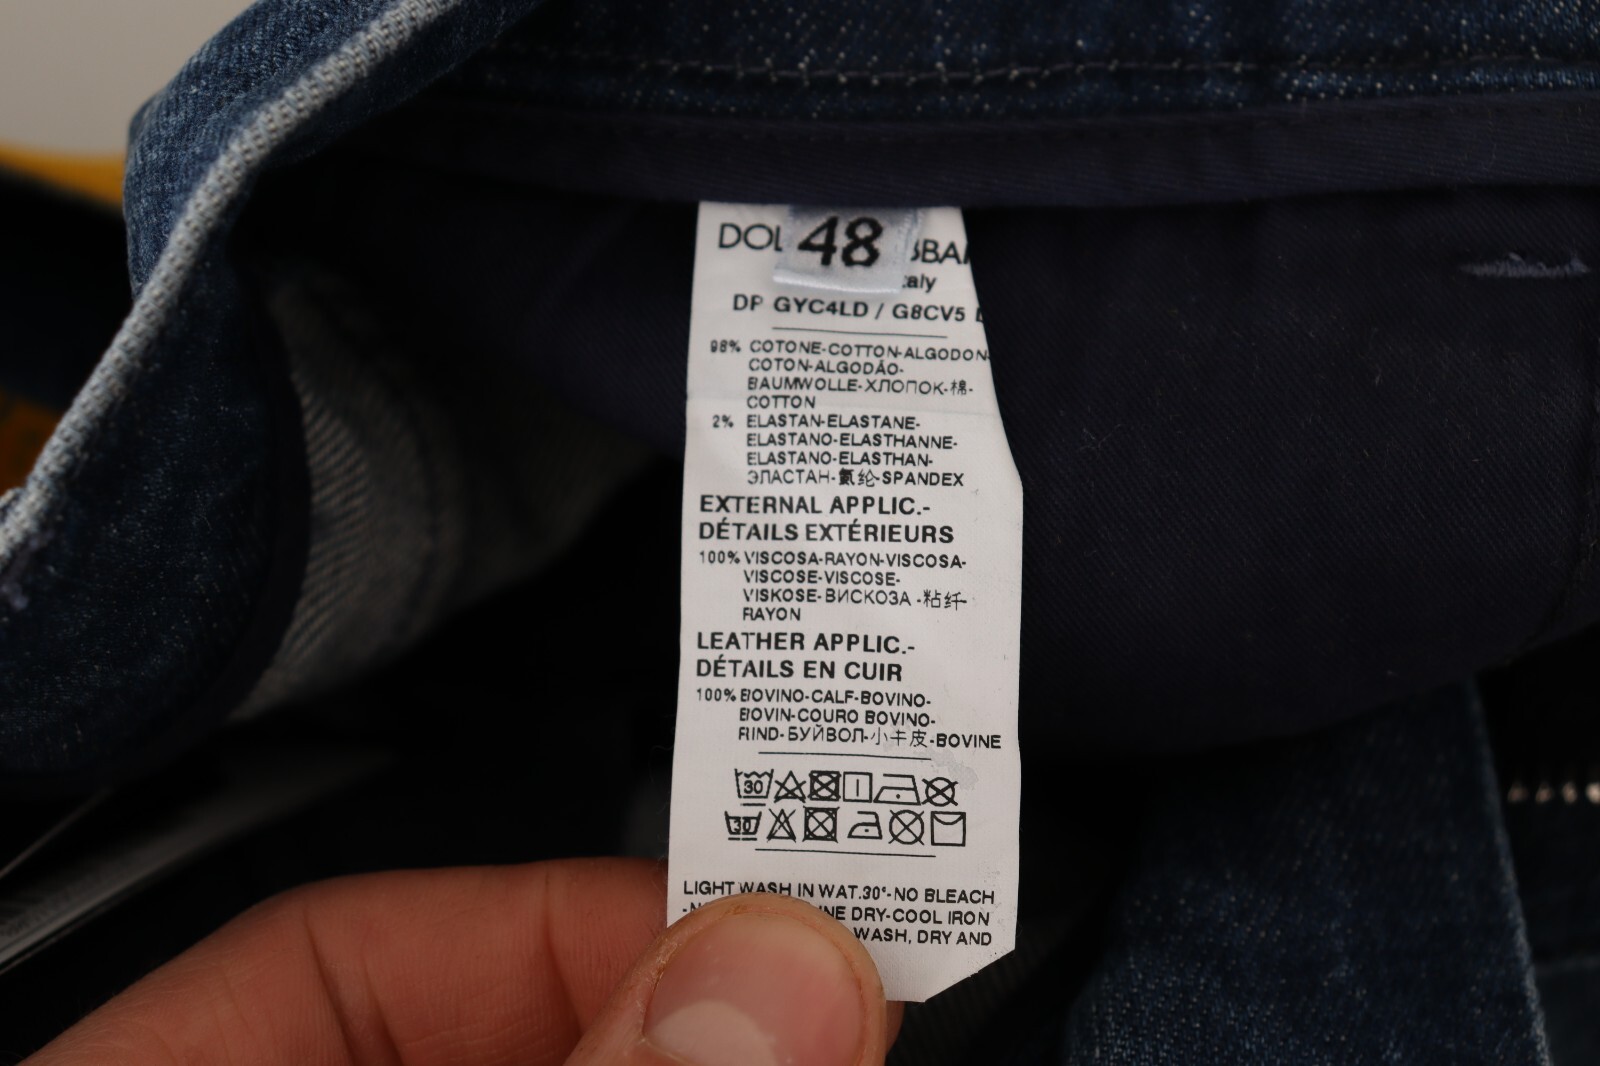 DOL 48 BBA
taly
DP GYC4LD / G8CV5
98% COTONE-COTTON-ALGODON-
COTON-ALGODÃO-
BAUMWOLLE-ХЛОПОК-棉-
COTTON
2% ELASTAN-ELASTANE-
ELASTANO-ELASTHANNE-
ELASTANO-ELASTHAN-
ЭЛАСТАН-氨纶-SPANDEX
EXTERNAL APPLIC.-
DÉTAILS EXTÉRIEURS
100% VISCOSA-RAYON-VISCOSA-
VISCOSE-VISCOSE-
VISKOSE-ВИСКОЗА -粘纤-
RAYON
LEATHER APPLIC.-
DÉTAILS EN CUIR
100% BOVINO-CALF-BOVINO-
BOVIN-COURO BOVINO-
RIND-БУЙВОЛ-小牛皮-BOVINE
30
30
LIGHT WASH IN WAT.30°-NO BLEACH
NE DRY-COOL IRON
WASH, DRY AND